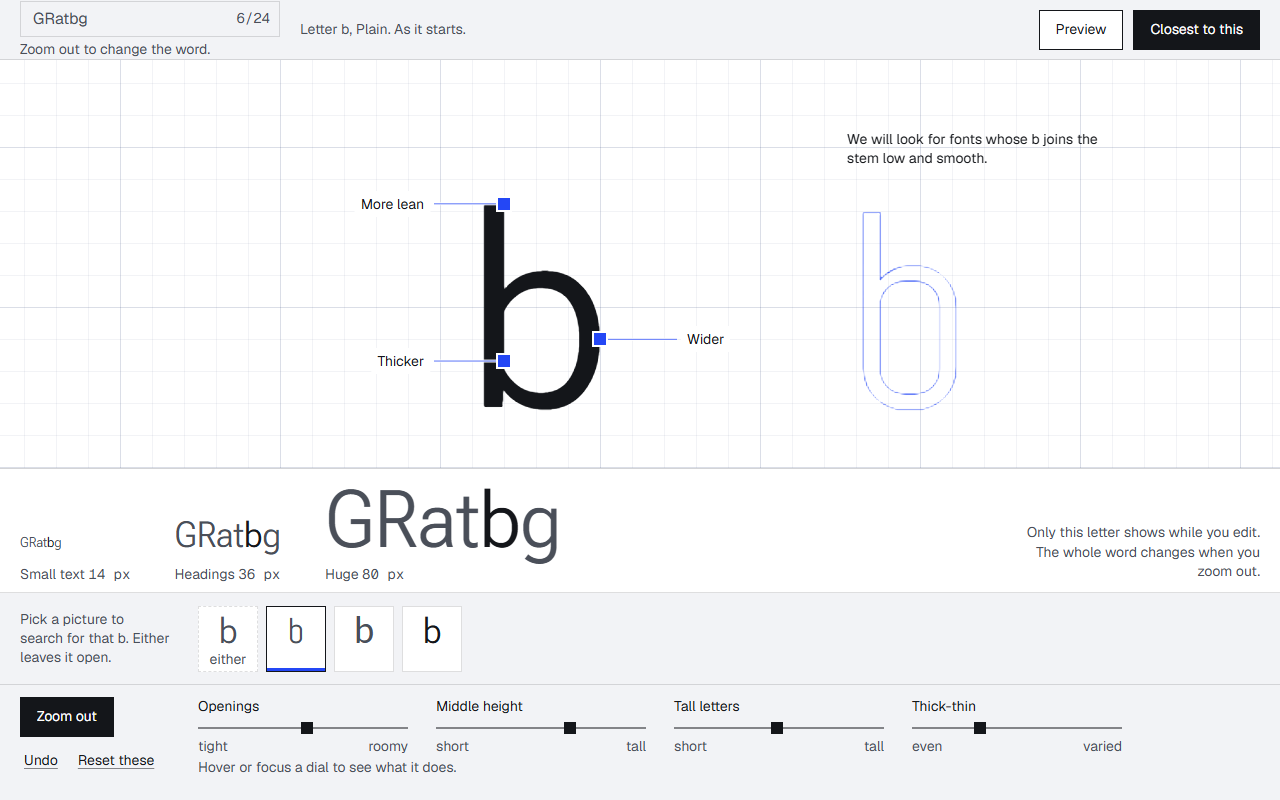 GRatbg 6/24
Zoom out to change the word.
Letter b, Plain. As it starts.
Preview
Closest to this
We will look for fonts whose b joins the
stem low and smooth.
More lean
b
b
Wider
Thicker
GRatbg
GRatbg
GRatbg
Small text 14 px
Headings 36 px
Huge 80 px
Only this letter shows while you edit.
The whole word changes when you
zoom out.
Pick a picture to
search for that b. Either
leaves it open.
b
either
b
b
b
Zoom out
Undo
Reset these
Openings
tight
roomy
Middle height
short
tall
Tall letters
short
tall
Thick-thin
even
varied
Hover or focus a dial to see what it does.